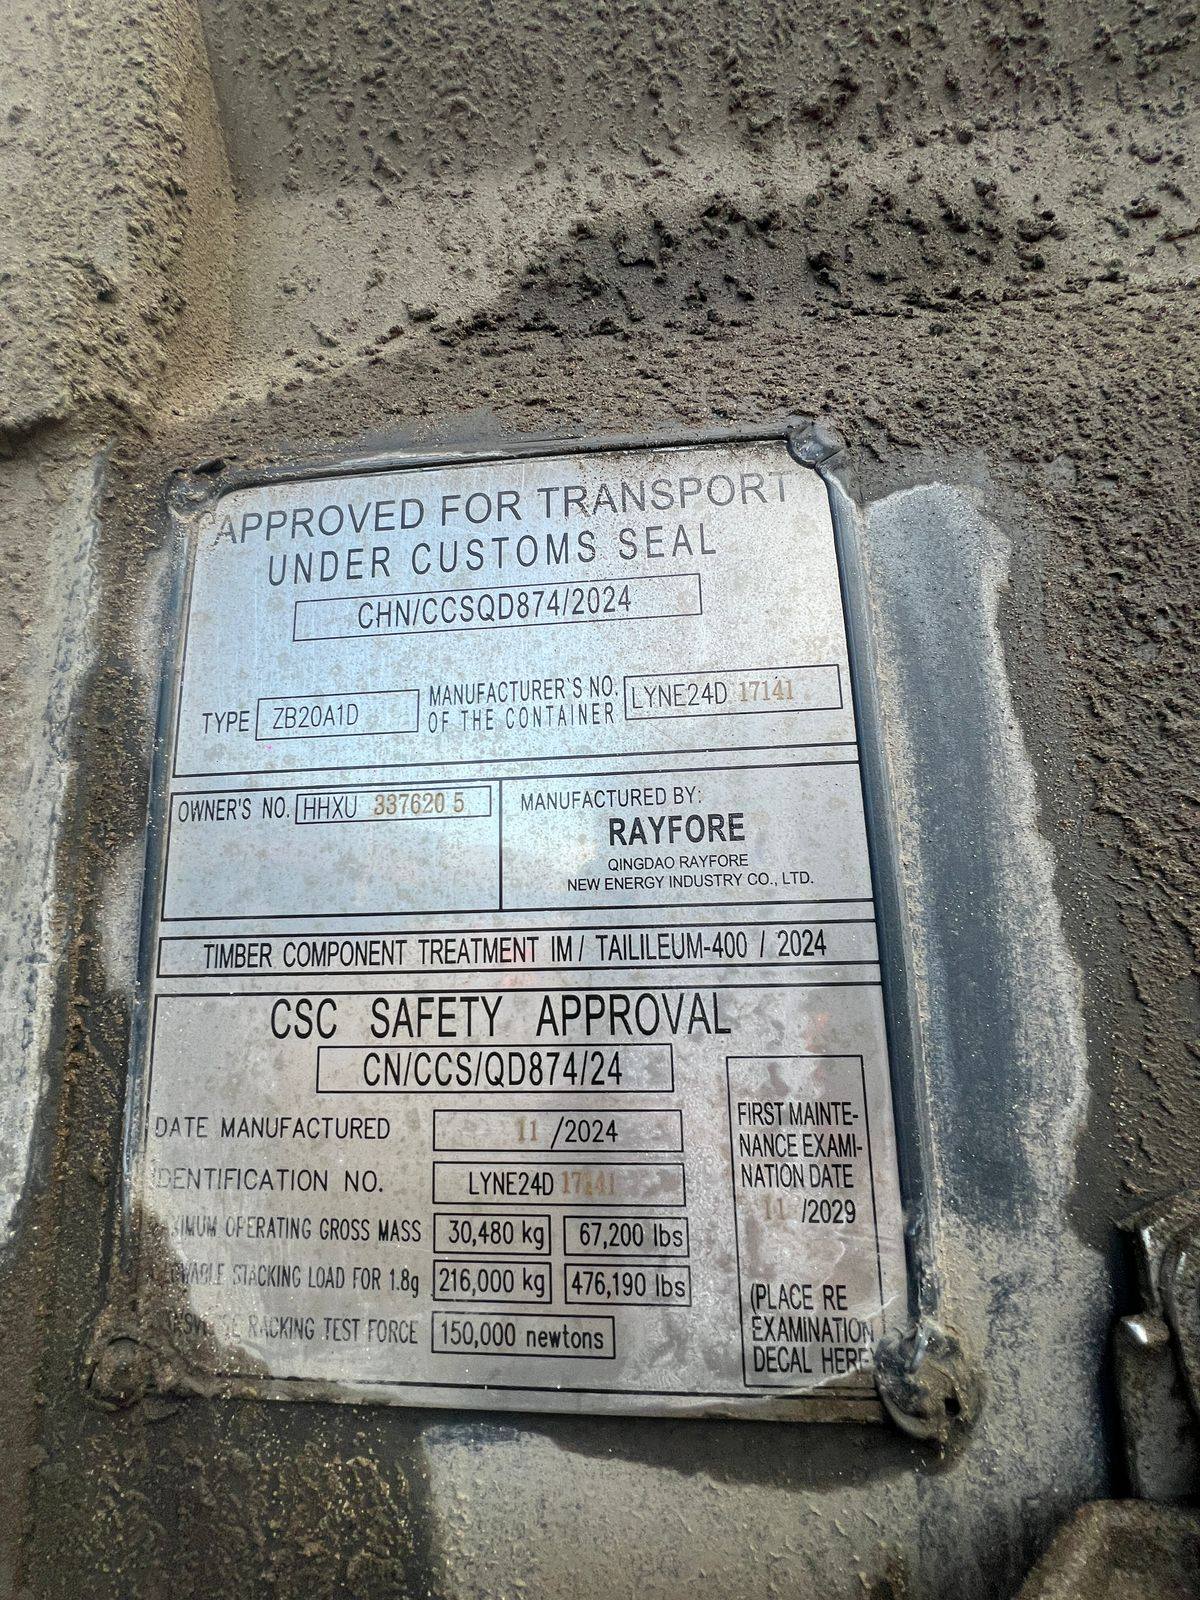 APPROVED FOR TRANSPORT
UNDER CUSTOMS SEAL
CHN/CCSQD874/2024
TYPE ZB20A1D MANUFACTURER'S NO. OF THE CONTAINER LYNE24D 17141
OWNER'S NO. HHXU 337620 5
MANUFACTURED BY:
RAYFORE
QINGDAO RAYFORE
NEW ENERGY INDUSTRY CO., LTD.
TIMBER COMPONENT TREATMENT IM / TAILILEUM-400 / 2024
CSC SAFETY APPROVAL
CN/CCS/QD874/24
DATE MANUFACTURED 11 /2024
IDENTIFICATION NO. LYNE24D 17141
OPERATING GROSS MASS 30,480 kg 67,200 lbs
STACKING LOAD FOR 1.8g 216,000 kg 476,190 lbs
RACKING TEST FORCE 150,000 newtons
FIRST MAINTE-
NANCE EXAMI-
NATION DATE
11 /2029
(PLACE RE
EXAMINATION
DECAL HERE